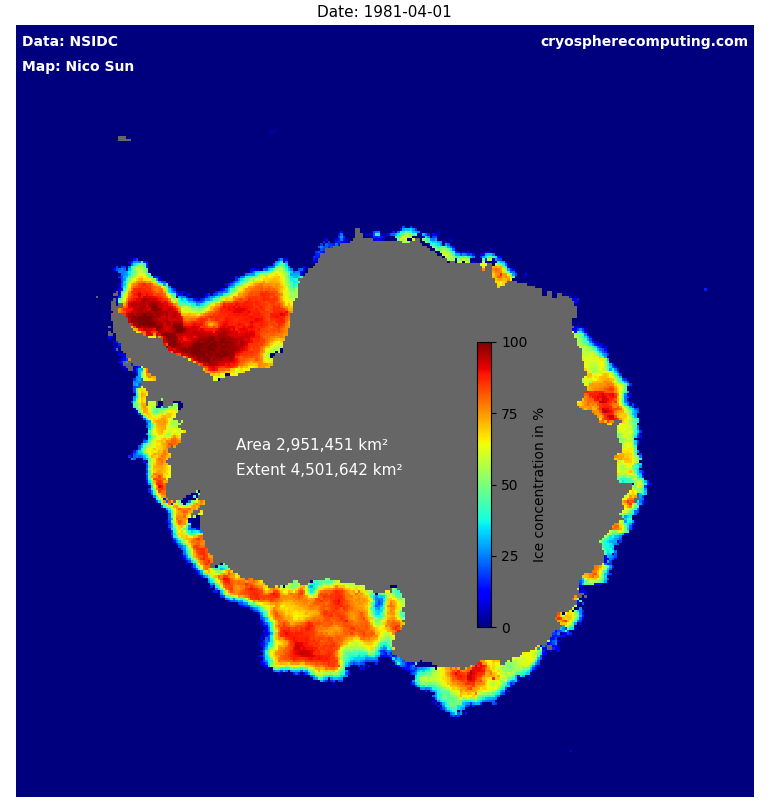 Date: 1981-04-01
Data: NSIDC
cryospherecomputing.com
Map: Nico Sun
100
75
50
25
0
Ice concentration in %
Area 2,951,451 km²
Extent 4,501,642 km²